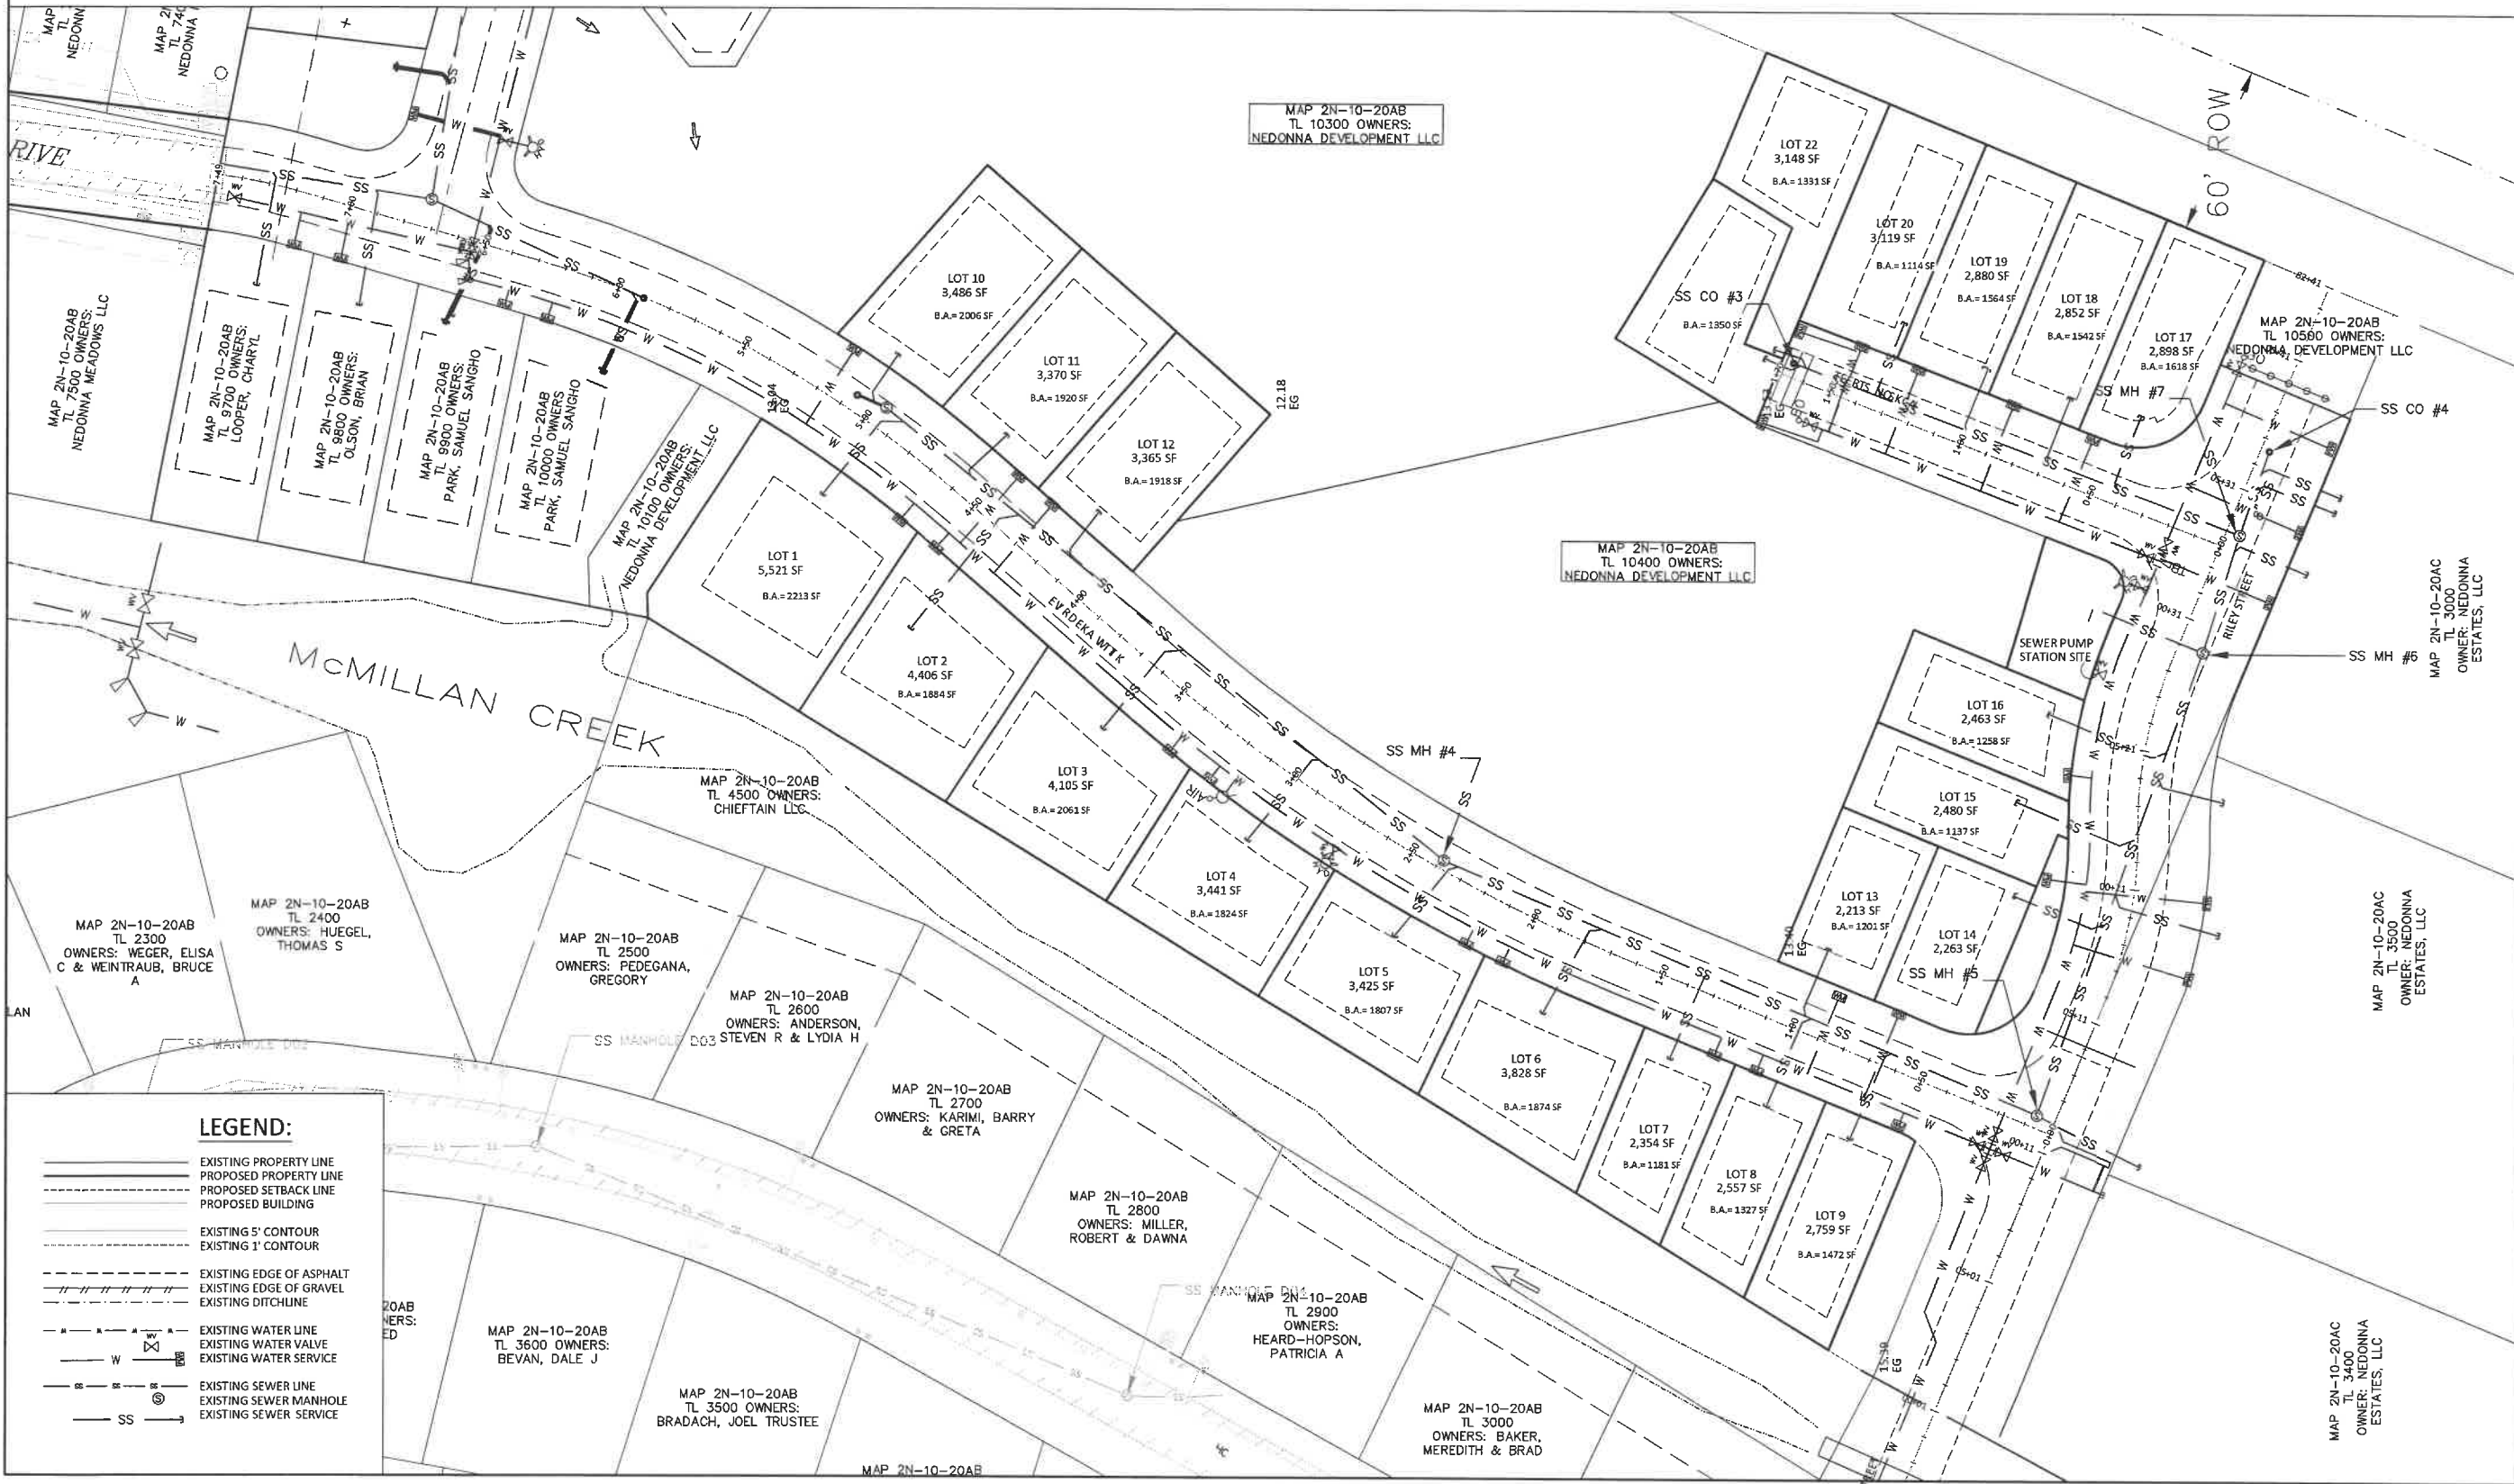 MAP 2N-10-20AB
TL 10300 OWNERS:
NEDONNA DEVELOPMENT LLC
60' ROW
RIVE
MAP 2N-10-20AB
TL 7500 OWNERS:
NEDONNA MEADOWS LLC
MAP 2N-10-20AB
TL 9700 OWNERS:
LOOPER, CHARYL
MAP 2N-10-20AB
TL 9800 OWNERS:
OLSON, BRIAN
MAP 2N-10-20AB
TL 9900 OWNERS:
PARK, SAMUEL SANGHO
MAP 2N-10-20AB
TL 10000 OWNERS
PARK, SAMUEL SANGHO
MAP 2N-10-20AB
TL 10100 OWNERS:
NEDONNA DEVELOPMENT LLC
LOT 10
3,486 SF
B.A.= 2006 SF
LOT 11
3,370 SF
B.A.= 1920 SF
LOT 12
3,365 SF
B.A.= 1918 SF
12.18
EG
13.04
EG
LOT 22
3,148 SF
B.A.= 1331 SF
LOT 20
3,119 SF
B.A.= 1114 SF
LOT 19
2,880 SF
B.A.= 1564 SF
LOT 18
2,852 SF
B.A.= 1542 SF
LOT 17
2,898 SF
B.A.= 1618 SF
SS CO #3
B.A.= 1350 SF
MAP 2N-10-20AB
TL 10500 OWNERS:
NEDONNA DEVELOPMENT LLC
SS MH #7
SS CO #4
MAP 2N-10-20AB
TL 10400 OWNERS:
NEDONNA DEVELOPMENT LLC
RILEY STREET
SEWER PUMP
STATION SITE
SS MH #6
MAP 2N-10-20AC
TL 3000
OWNER: NEDONNA
ESTATES, LLC
LOT 1
5,521 SF
B.A.= 2213 SF
LOT 2
4,406 SF
B.A.= 1884 SF
LOT 3
4,105 SF
B.A.= 2061 SF
LOT 4
3,441 SF
B.A.= 1824 SF
LOT 5
3,425 SF
B.A.= 1807 SF
LOT 6
3,828 SF
B.A.= 1874 SF
LOT 7
2,354 SF
B.A.= 1181 SF
LOT 8
2,557 SF
B.A.= 1327 SF
LOT 9
2,759 SF
B.A.= 1472 SF
SS MH #4
AIR
LOT 16
2,463 SF
B.A.= 1258 SF
LOT 15
2,480 SF
B.A.= 1137 SF
LOT 13
2,213 SF
B.A.= 1201 SF
LOT 14
2,263 SF
SS MH #5
13.40
EG
13.39
EG
MAP 2N-10-20AC
TL 3500
OWNER: NEDONNA
ESTATES, LLC
MAP 2N-10-20AC
TL 3400
OWNER: NEDONNA
ESTATES, LLC
McMILLAN CREEK
MAP 2N-10-20AB
TL 4500 OWNERS:
CHIEFTAIN LLC
MAP 2N-10-20AB
TL 2300
OWNERS: WEGER, ELISA
C & WEINTRAUB, BRUCE
A
MAP 2N-10-20AB
TL 2400
OWNERS: HUEGEL,
THOMAS S
MAP 2N-10-20AB
TL 2500
OWNERS: PEDEGANA,
GREGORY
MAP 2N-10-20AB
TL 2600
OWNERS: ANDERSON,
STEVEN R & LYDIA H
SS MANHOLE D03
MAP 2N-10-20AB
TL 2700
OWNERS: KARIMI, BARRY
& GRETA
MAP 2N-10-20AB
TL 2800
OWNERS: MILLER,
ROBERT & DAWNA
MAP 2N-10-20AB
TL 2900
OWNERS:
HEARD-HOPSON,
PATRICIA A
MAP 2N-10-20AB
TL 3000
OWNERS: BAKER,
MEREDITH & BRAD
MAP 2N-10-20AB
TL 3600 OWNERS:
BEVAN, DALE J
MAP 2N-10-20AB
TL 3500 OWNERS:
BRADACH, JOEL TRUSTEE
MAP 2N-10-20AB
LAN
20AB
NERS:
ED
LEGEND:
EXISTING PROPERTY LINE
PROPOSED PROPERTY LINE
PROPOSED SETBACK LINE
PROPOSED BUILDING
EXISTING 5' CONTOUR
EXISTING 1' CONTOUR
EXISTING EDGE OF ASPHALT
EXISTING EDGE OF GRAVEL
EXISTING DITCHLINE
EXISTING WATER LINE
WV EXISTING WATER VALVE
W EXISTING WATER SERVICE
SS SS SS EXISTING SEWER LINE
S EXISTING SEWER MANHOLE
SS EXISTING SEWER SERVICE